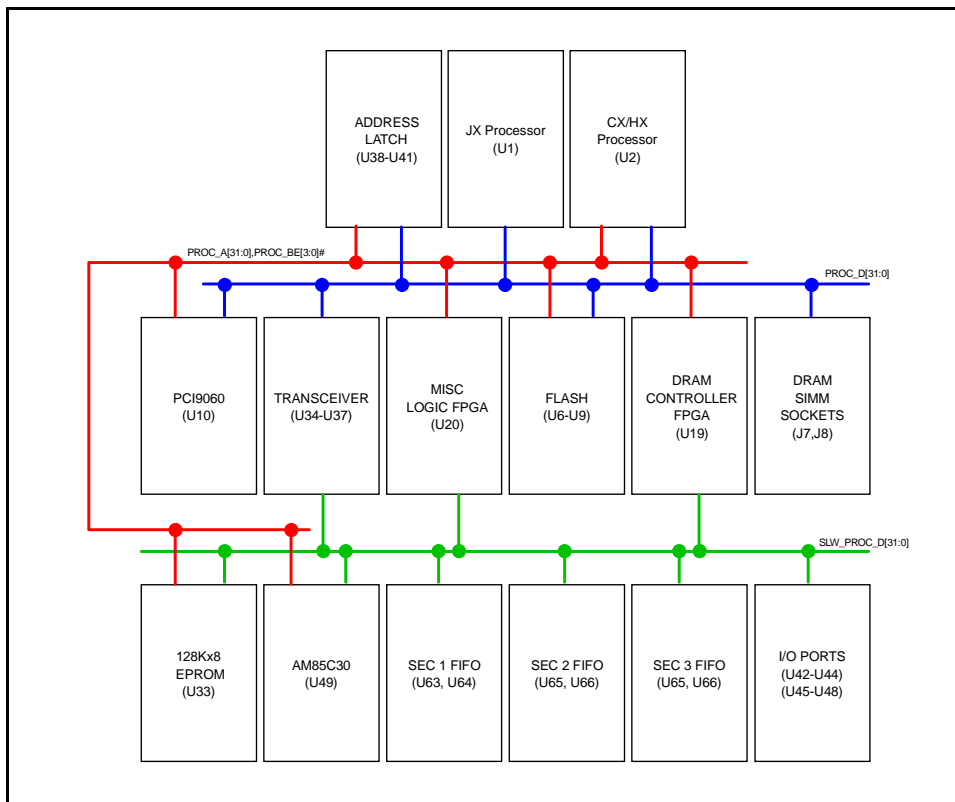 ADDRESS
LATCH
(U38-U41)
JX Processor
(U1)
CX/HX
Processor
(U2)
PROC_A[31:0],PROC_BE[3:0]#
PROC_D[31:0]
PCI9060
(U10)
TRANSCEIVER
(U34-U37)
MISC
LOGIC FPGA
(U20)
FLASH
(U6-U9)
DRAM
CONTROLLER
FPGA
(U19)
DRAM
SIMM
SOCKETS
(J7,J8)
SLW_PROC_D[31:0]
128Kx8
EPROM
(U33)
AM85C30
(U49)
SEC 1 FIFO
(U63, U64)
SEC 2 FIFO
(U65, U66)
SEC 3 FIFO
(U65, U66)
I/O PORTS
(U42-U44)
(U45-U48)